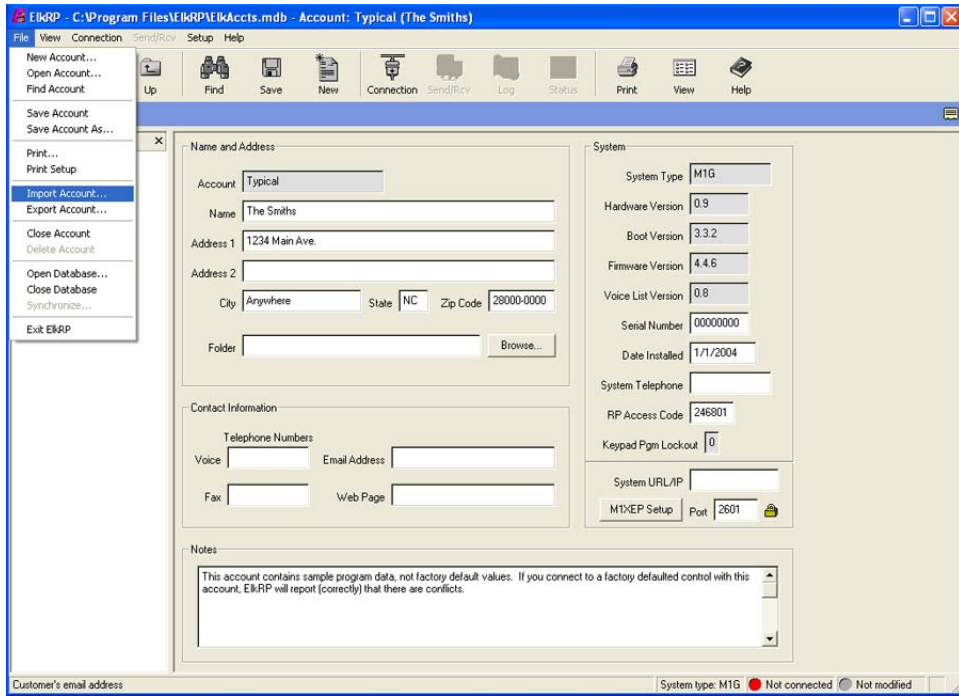 ElkRP - C:\Program Files\ElkRP\ElkAccts.mdb - Account: Typical (The Smiths)
File View Connection Send/Rcv Setup Help
New Account...
Open Account...
Find Account
Save Account
Save Account As...
Print...
Print Setup
Import Account...
Export Account...
Close Account
Delete Account
Open Database...
Close Database
Synchronize...
Exit ElkRP
Up Find Save New Connection Send/Rcv Log Status Print View Help
Name and Address
Account Typical
Name The Smiths
Address 1 1234 Main Ave.
Address 2
City Anywhere State NC Zip Code 28000-0000
Folder Browse...
Contact Information
Telephone Numbers
Voice Email Address
Fax Web Page
System
System Type M1G
Hardware Version 0.9
Boot Version 3.3.2
Firmware Version 4.4.6
Voice List Version 0.8
Serial Number 00000000
Date Installed 1/1/2004
System Telephone
RP Access Code 246801
Keypad Pgm Lockout 0
System URL/IP
M1XEP Setup Port 2601
Notes
This account contains sample program data, not factory default values. If you connect to a factory defaulted control with this
account, ElkRP will report (correctly) that there are conflicts.
Customer's email address System type: M1G Not connected Not modified